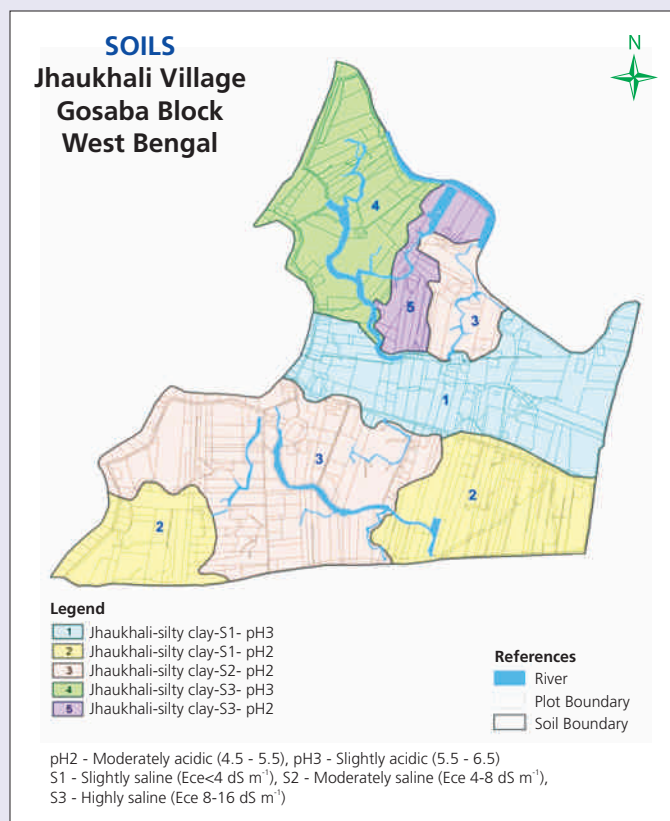 SOILS
Jhaukhali Village
Gosaba Block
West Bengal
N
4
5
3
1
3
2
2
Legend
1 Jhaukhali-silty clay-S1- pH3
2 Jhaukhali-silty clay-S1- pH2
3 Jhaukhali-silty clay-S2- pH2
4 Jhaukhali-silty clay-S3- pH3
5 Jhaukhali-silty clay-S3- pH2
References
River
Plot Boundary
Soil Boundary
pH2 - Moderately acidic (4.5 - 5.5), pH3 - Slightly acidic (5.5 - 6.5)
S1 - Slightly saline (Ece<4 dS m⁻¹), S2 - Moderately saline (Ece 4-8 dS m⁻¹),
S3 - Highly saline (Ece 8-16 dS m⁻¹)